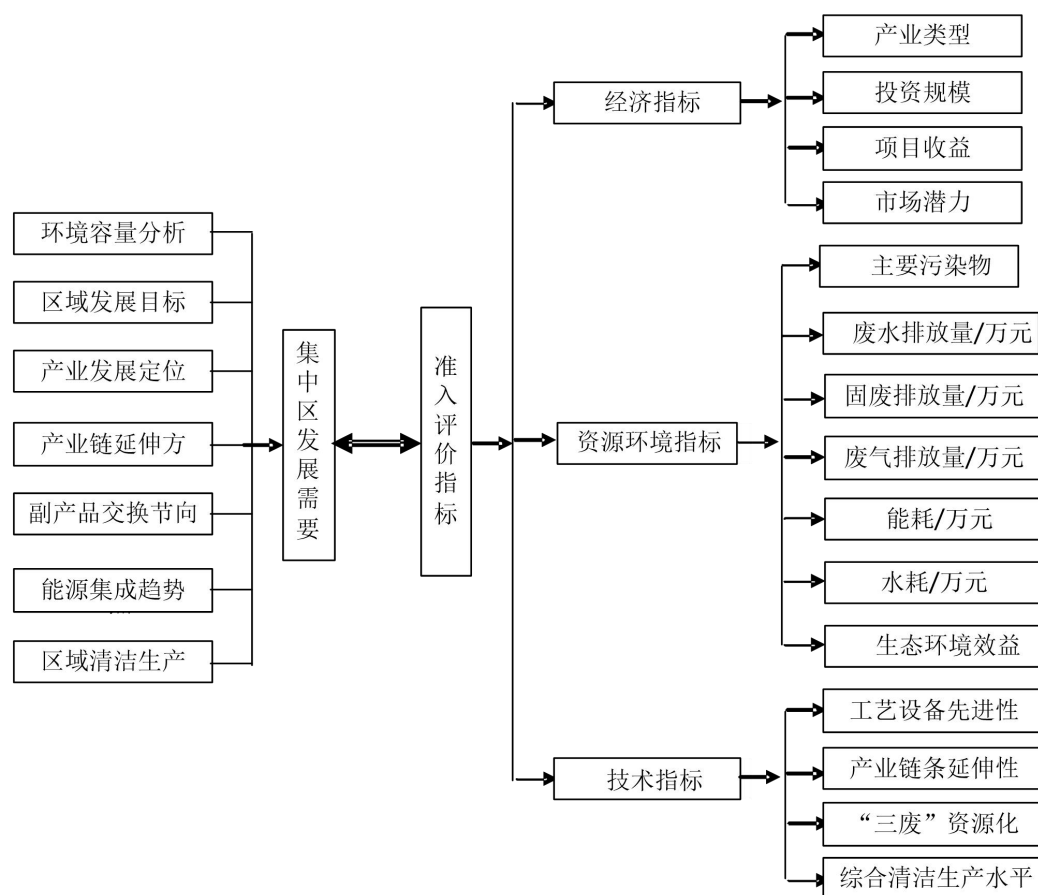 环境容量分析
区域发展目标
产业发展定位
产业链延伸方
副产品交换节向
能源集成趋势
区域清洁生产
集中区发展需要
准入评价指标
经济指标
产业类型
投资规模
项目收益
市场潜力
资源环境指标
主要污染物
废水排放量/万元
固废排放量/万元
废气排放量/万元
能耗/万元
水耗/万元
生态环境效益
技术指标
工艺设备先进性
产业链条延伸性
“三废”资源化
综合清洁生产水平